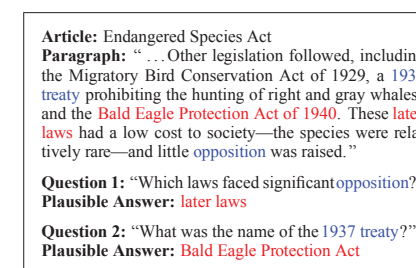 Article: Endangered Species Act
Paragraph: “ …Other legislation followed, includin
the Migratory Bird Conservation Act of 1929, a 193
treaty prohibiting the hunting of right and gray whales
and the Bald Eagle Protection Act of 1940. These late
laws had a low cost to society—the species were rela
tively rare—and little opposition was raised.”
Question 1: “Which laws faced significant opposition?
Plausible Answer: later laws
Question 2: “What was the name of the 1937 treaty?”
Plausible Answer: Bald Eagle Protection Act